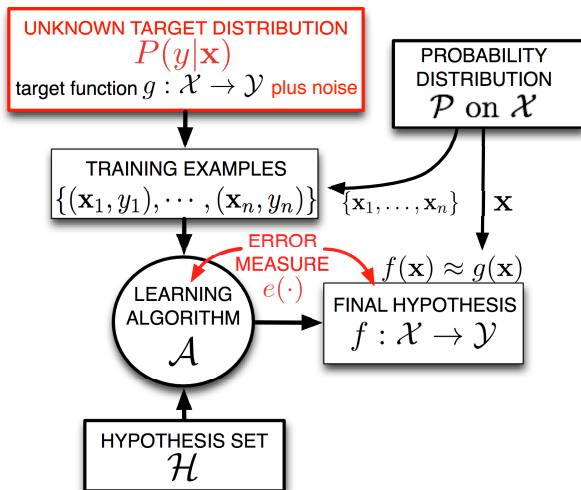 UNKNOWN TARGET DISTRIBUTION
P(y|𝐱)
target function g : 𝒳 → 𝒴 plus noise
PROBABILITY
DISTRIBUTION
𝒫 on 𝒳
TRAINING EXAMPLES
{(𝐱₁, y₁), ⋯ , (𝐱ₙ, yₙ)}
{𝐱₁, . . . , 𝐱ₙ}
𝐱
ERROR
MEASURE
e(·)
f(𝐱) ≈ g(𝐱)
LEARNING
ALGORITHM
𝒜
FINAL HYPOTHESIS
f : 𝒳 → 𝒴
HYPOTHESIS SET
ℋ